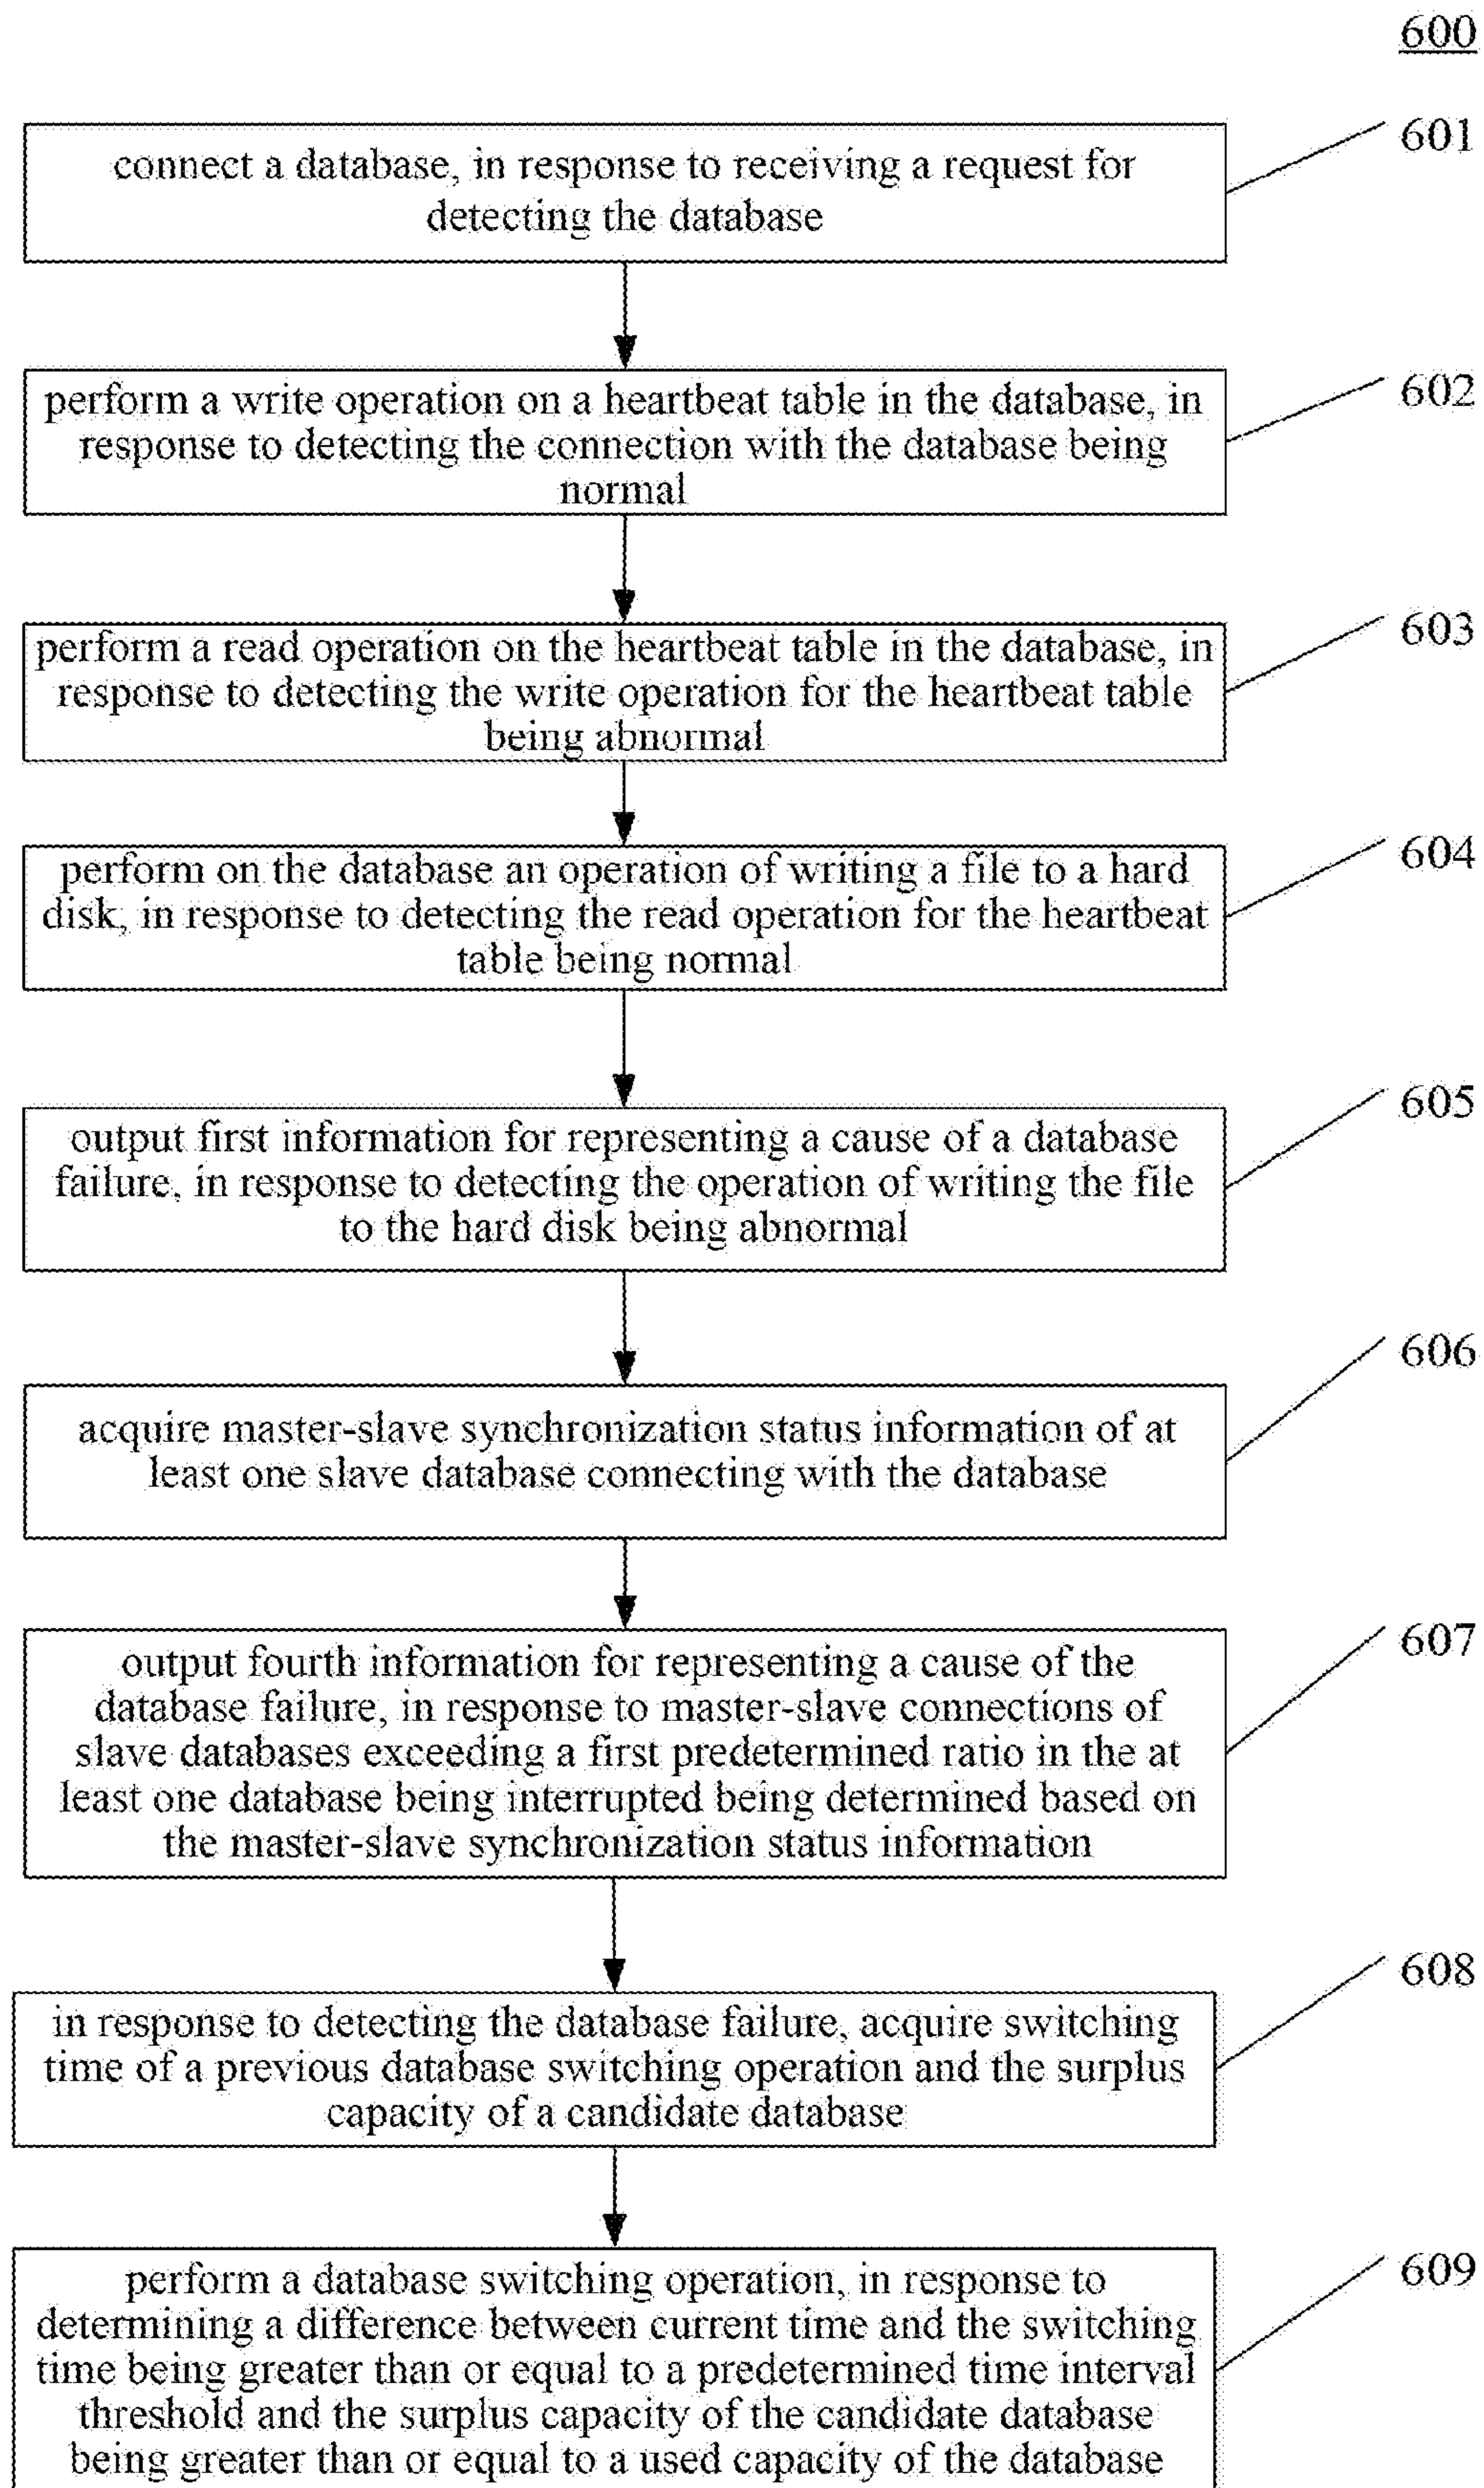 600
601
connect a database, in response to receiving a request for
detecting the database
602
perform a write operation on a heartbeat table in the database, in
response to detecting the connection with the database being
normal
603
perform a read operation on the heartbeat table in the database, in
response to detecting the write operation for the heartbeat table
being abnormal
604
perform on the database an operation of writing a file to a hard
disk, in response to detecting the read operation for the heartbeat
table being normal
605
output first information for representing a cause of a database
failure, in response to detecting the operation of writing the file
to the hard disk being abnormal
606
acquire master-slave synchronization status information of at
least one slave database connecting with the database
607
output fourth information for representing a cause of the
database failure, in response to master-slave connections of
slave databases exceeding a first predetermined ratio in the at
least one database being interrupted being determined based on
the master-slave synchronization status information
608
in response to detecting the database failure, acquire switching
time of a previous database switching operation and the surplus
capacity of a candidate database
609
perform a database switching operation, in response to
determining a difference between current time and the switching
time being greater than or equal to a predetermined time interval
threshold and the surplus capacity of the candidate database
being greater than or equal to a used capacity of the database